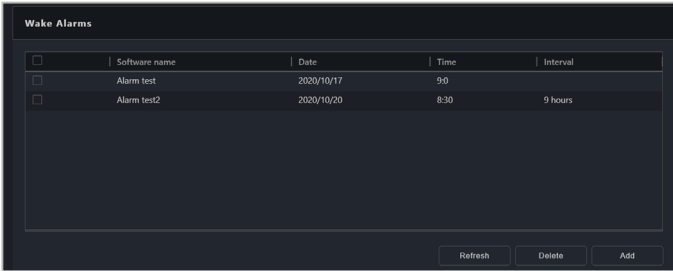 Wake Alarms
Software name Date Time Interval
Alarm test 2020/10/17 9:0
Alarm test2 2020/10/20 8:30 9 hours
Refresh Delete Add